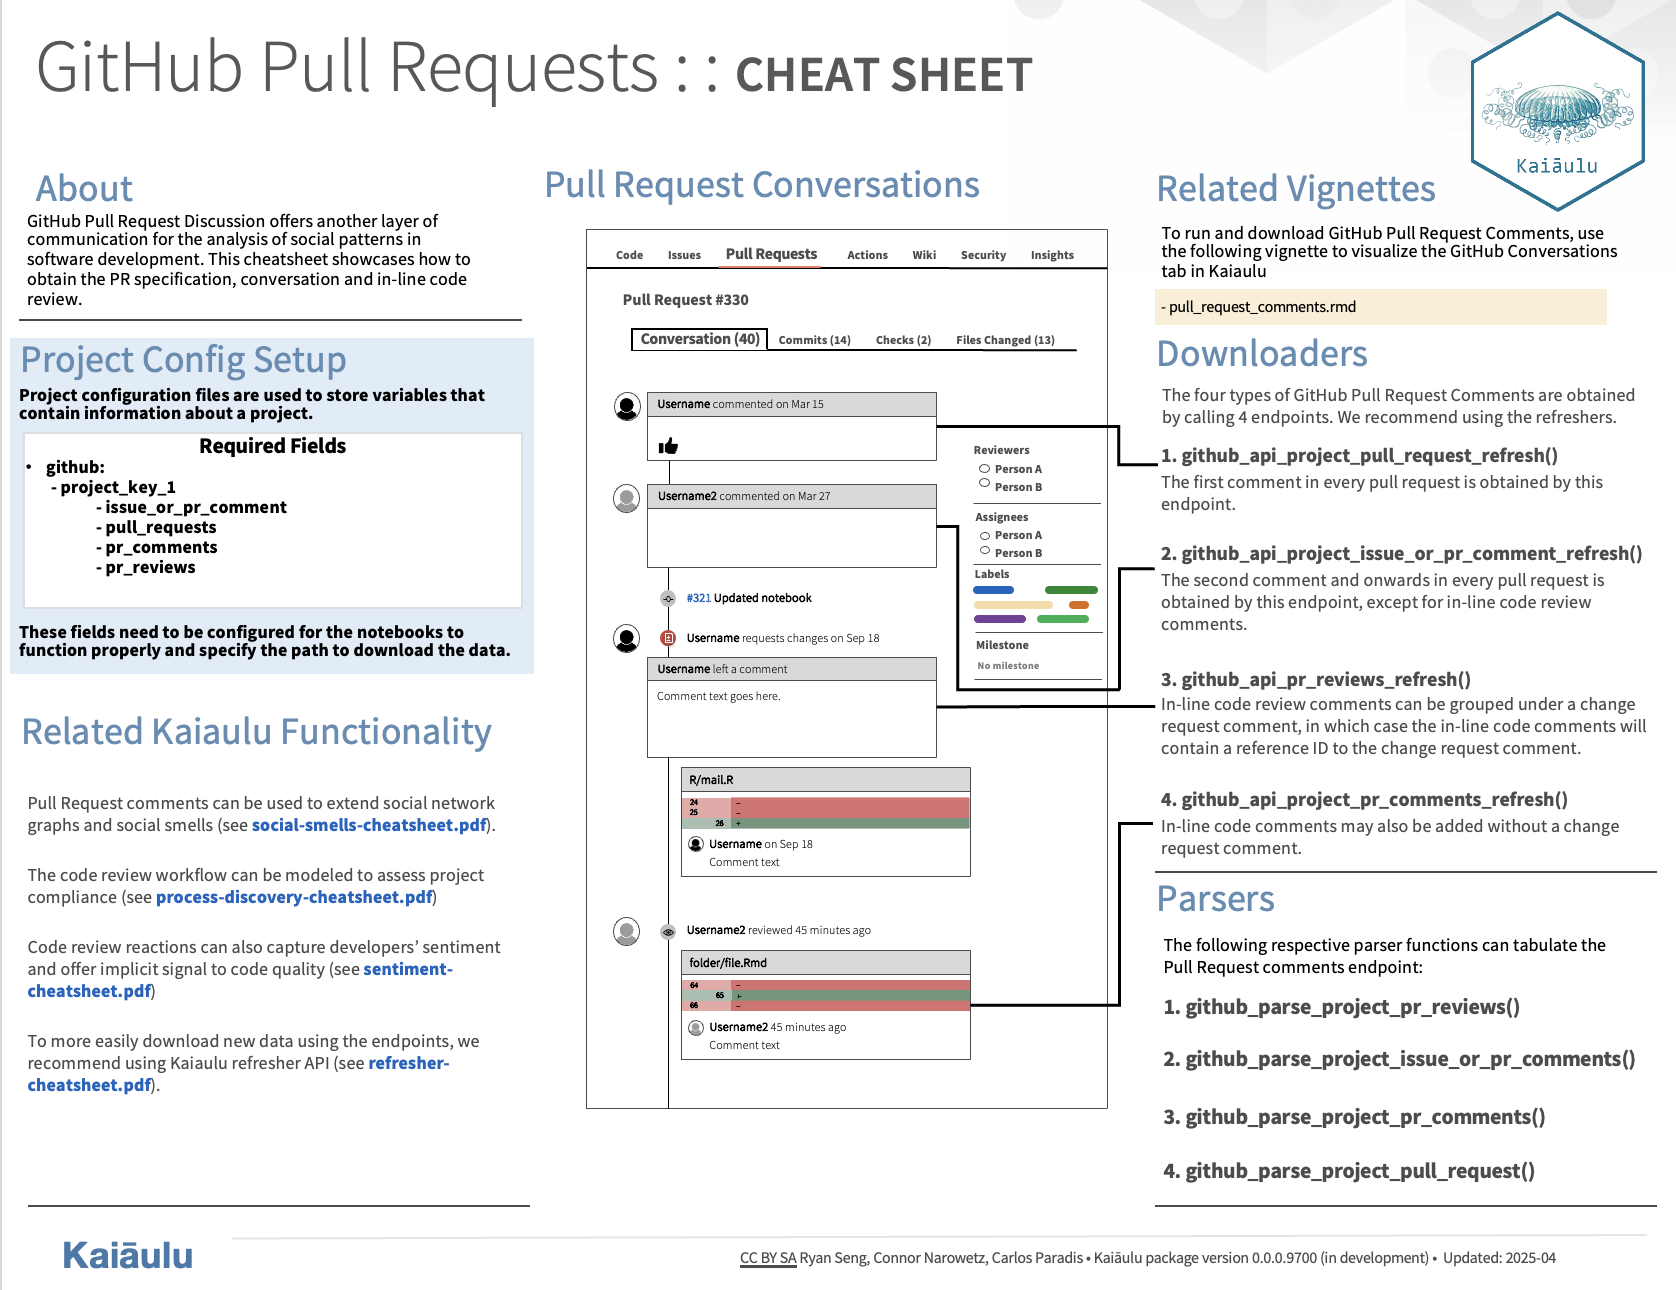 GitHub Pull Requests : : CHEAT SHEET
Kaiāulu
About
GitHub Pull Request Discussion offers another layer of
communication for the analysis of social patterns in
software development. This cheatsheet showcases how to
obtain the PR specification, conversation and in-line code
review.
Project Config Setup
Project configuration files are used to store variables that
contain information about a project.
Required Fields
• github:
- project_key_1
- issue_or_pr_comment
- pull_requests
- pr_comments
- pr_reviews
These fields need to be configured for the notebooks to
function properly and specify the path to download the data.
Related Kaiaulu Functionality
Pull Request comments can be used to extend social network
graphs and social smells (see social-smells-cheatsheet.pdf).
The code review workflow can be modeled to assess project
compliance (see process-discovery-cheatsheet.pdf)
Code review reactions can also capture developers’ sentiment
and offer implicit signal to code quality (see sentiment-
cheatsheet.pdf)
To more easily download new data using the endpoints, we
recommend using Kaiaulu refresher API (see refresher-
cheatsheet.pdf).
Pull Request Conversations
Code Issues Pull Requests Actions Wiki Security Insights
Pull Request #330
Conversation (40) Commits (14) Checks (2) Files Changed (13)
Username commented on Mar 15
Username2 commented on Mar 27
#321 Updated notebook
Username requests changes on Sep 18
Username left a comment
Comment text goes here.
R/mail.R
24 –
25 –
26 +
Username on Sep 18
Comment text
Username2 reviewed 45 minutes ago
folder/file.Rmd
64 –
65 +
66 –
Username2 45 minutes ago
Comment text
Reviewers
Person A
Person B
Assignees
Person A
Person B
Labels
Milestone
No milestone
Related Vignettes
To run and download GitHub Pull Request Comments, use
the following vignette to visualize the GitHub Conversations
tab in Kaiaulu
- pull_request_comments.rmd
Downloaders
The four types of GitHub Pull Request Comments are obtained
by calling 4 endpoints. We recommend using the refreshers.
1. github_api_project_pull_request_refresh()
The first comment in every pull request is obtained by this
endpoint.
2. github_api_project_issue_or_pr_comment_refresh()
The second comment and onwards in every pull request is
obtained by this endpoint, except for in-line code review
comments.
3. github_api_pr_reviews_refresh()
In-line code review comments can be grouped under a change
request comment, in which case the in-line code comments will
contain a reference ID to the change request comment.
4. github_api_project_pr_comments_refresh()
In-line code comments may also be added without a change
request comment.
Parsers
The following respective parser functions can tabulate the
Pull Request comments endpoint:
1. github_parse_project_pr_reviews()
2. github_parse_project_issue_or_pr_comments()
3. github_parse_project_pr_comments()
4. github_parse_project_pull_request()
Kaiāulu
CC BY SA Ryan Seng, Connor Narowetz, Carlos Paradis • Kaiāulu package version 0.0.0.9700 (in development) • Updated: 2025-04